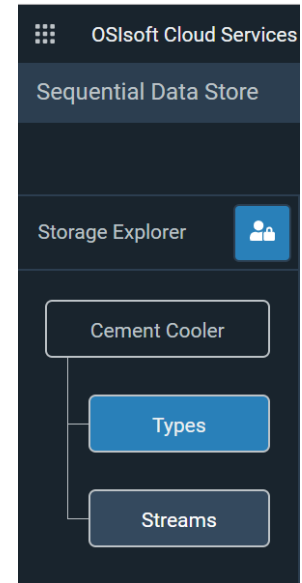 OSIsoft Cloud Services
Sequential Data Store
Storage Explorer
Cement Cooler
Types
Streams